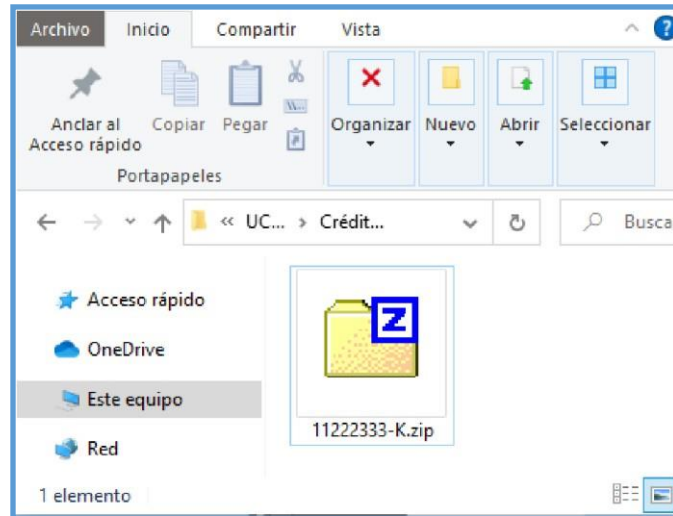 Archivo Inicio Compartir Vista
Anclar al Acceso rápido Copiar Pegar Organizar Nuevo Abrir Seleccionar
Portapapeles
« UC... › Crédit... Busca
Acceso rápido
OneDrive
Este equipo
Red
Z
11222333-K.zip
1 elemento